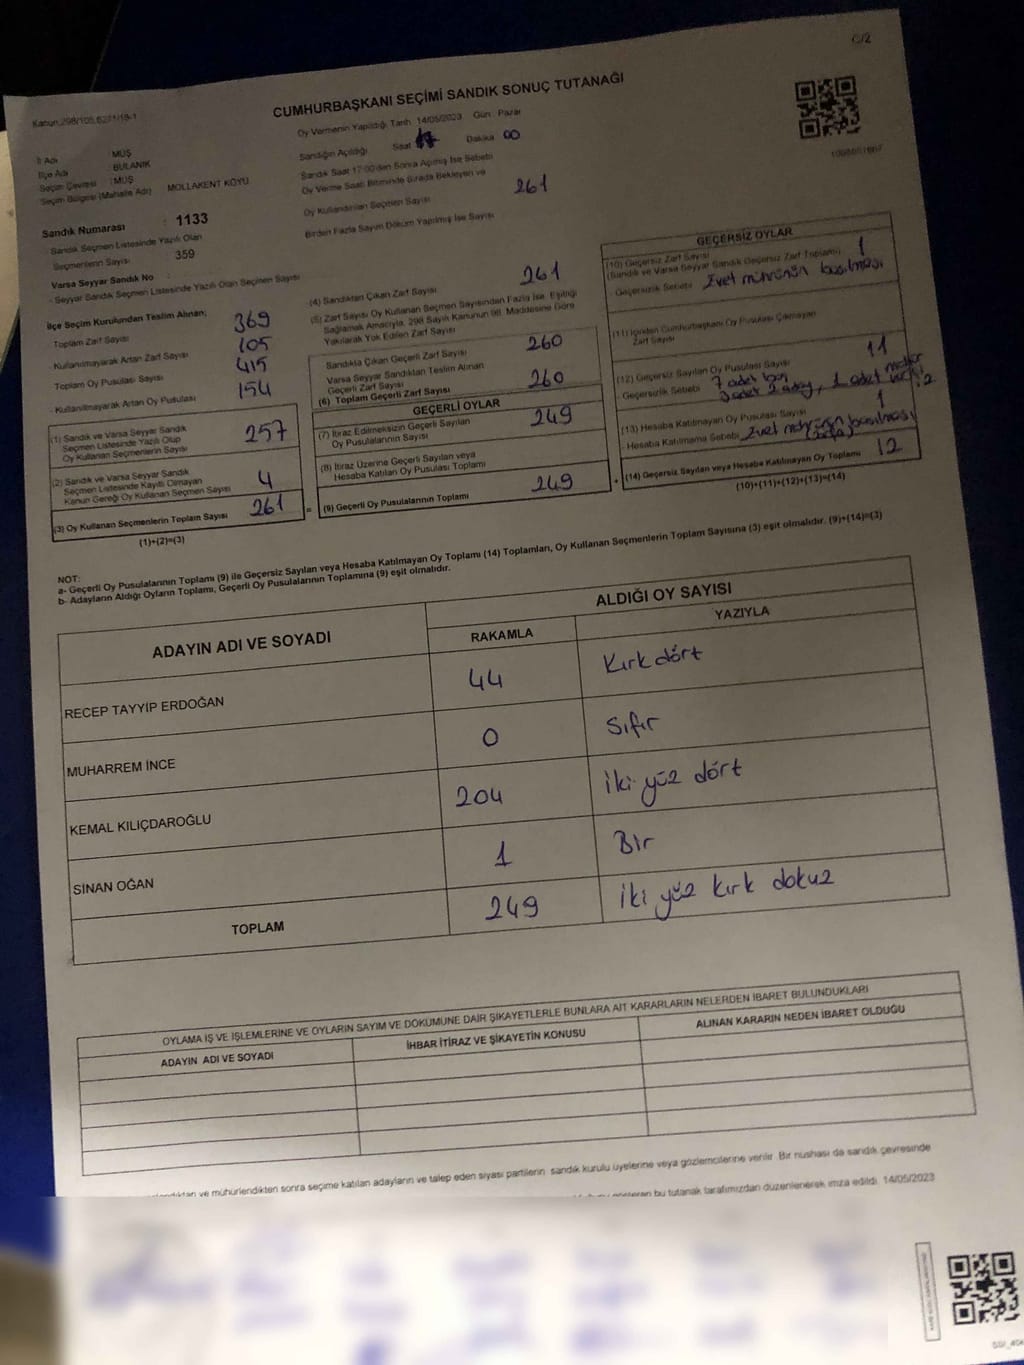 C/2
CUMHURBAŞKANI SEÇİMİ SANDIK SONUÇ TUTANAĞI
Kanun,298/105,6271/19-1
Oy Vermenin Yapıldığı Tarih 14/05/2023 Gün : Pazar
Sandığın Açıldığı Saat Dakika 00
Sandık Saat 17:00'den Sonra Açılmış İse Sebebi
Oy Verme Saati Bitiminde Sırada Bekleyen ve
Oy Kullandırılan Seçmen Sayısı 261
Birden Fazla Sayım Döküm Yapılmış İse Sayısı
İl Adı : MUŞ
İlçe Adı : BULANIK
Seçim Çevresi : MUŞ
Seçim Bölgesi (Mahalle Adı) MOLLAKENT KÖYÜ
Sandık Numarası : 1133
Sandık Seçmen Listesinde Yazılı Olan
Seçmenlerin Sayısı 359
Varsa Seyyar Sandık No :
- Seyyar Sandık Seçmen Listesinde Yazılı Olan Seçmen Sayısı
İlçe Seçim Kurulundan Teslim Alınan;
Toplam Zarf Sayısı 369
- Kullanılmayarak Artan Zarf Sayısı 105
Toplam Oy Pusulası Sayısı 415
- Kullanılmayarak Artan Oy Pusulası 154
(1) Sandık ve Varsa Seyyar Sandık
Seçmen Listesinde Yazılı Olup
Oy Kullanan Seçmenlerin Sayısı 257
(2) Sandık ve Varsa Seyyar Sandık
Seçmen Listesinde Kayıtlı Olmayan
Kanun Gereği Oy Kullanan Seçmen Sayısı 4
(3) Oy Kullanan Seçmenlerin Toplam Sayısı 261
(1)+(2)=(3)
(4) Sandıktan Çıkan Zarf Sayısı 261
(5) Zarf Sayısı Oy Kullanan Seçmen Sayısından Fazla İse, Eşitliği
Sağlamak Amacıyla, 298 Sayılı Kanunun 98. Maddesine Göre
Yakılarak Yok Edilen Zarf Sayısı
Sandıkta Çıkan Geçerli Zarf Sayısı 260
Varsa Seyyar Sandıktan Teslim Alınan
Geçerli Zarf Sayısı
(6) Toplam Geçerli Zarf Sayısı 260
GEÇERLİ OYLAR
(7) İtiraz Edilmeksizin Geçerli Sayılan
Oy Pusulalarının Sayısı 249
(8) İtiraz Üzerine Geçerli Sayılan veya
Hesaba Katılan Oy Pusulası Toplamı
(9) Geçerli Oy Pusulalarının Toplamı 249
GEÇERSİZ OYLAR
(10) Geçersiz Zarf Sayısı
(Sandık ve Varsa Seyyar Sandık Geçersiz Zarf Toplamı) 1
- Geçersizlik Sebebi : Evet mührünün basılması
(11) İçinden Cumhurbaşkanı Oy Pusulası Çıkmayan
Zarf Sayısı
(12) Geçersiz Sayılan Oy Pusulası Sayısı 11
Geçersizlik Sebebi : 7 adet boş
3 adet 2 aday, 1 adet
(13) Hesaba Katılmayan Oy Pusulası Sayısı 1
- Hesaba Katılmama Sebebi : Evet mührünün basılması
(14) Geçersiz Sayılan veya Hesaba Katılmayan Oy Toplamı 12
(10)+(11)+(12)+(13)=(14)
NOT:
a- Geçerli Oy Pusulalarının Toplamı (9) ile Geçersiz Sayılan veya Hesaba Katılmayan Oy Toplamı (14) Toplamları, Oy Kullanan Seçmenlerin Toplam Sayısına (3) eşit olmalıdır. (9)+(14)=(3)
b- Adayların Aldığı Oyların Toplamı, Geçerli Oy Pusulalarının Toplamına (9) eşit olmalıdır.
ADAYIN ADI VE SOYADI ALDIĞI OY SAYISI
RAKAMLA YAZIYLA
RECEP TAYYİP ERDOĞAN 44 Kırk dört
MUHARREM İNCE 0 Sıfır
KEMAL KILIÇDAROĞLU 204 İki yüz dört
SİNAN OĞAN 1 Bir
TOPLAM 249 İki yüz kırk dokuz
OYLAMA İŞ VE İŞLEMLERİNE VE OYLARIN SAYIM VE DÖKÜMÜNE DAİR ŞİKAYETLERLE BUNLARA AİT KARARLARIN NELERDEN İBARET BULUNDUKLARI
ADAYIN ADI VE SOYADI İHBAR İTİRAZ VE ŞİKAYETİN KONUSU ALINAN KARARIN NEDEN İBARET OLDUĞU
ve mühürlendikten sonra seçime katılan adayların ve talep eden siyasi partilerin sandık kurulu üyelerine veya gözlemcilerine verilir. Bir nüshası da sandık çevresinde
bu tutanak tarafımızdan düzenlenerek imza edildi. 14/05/2023